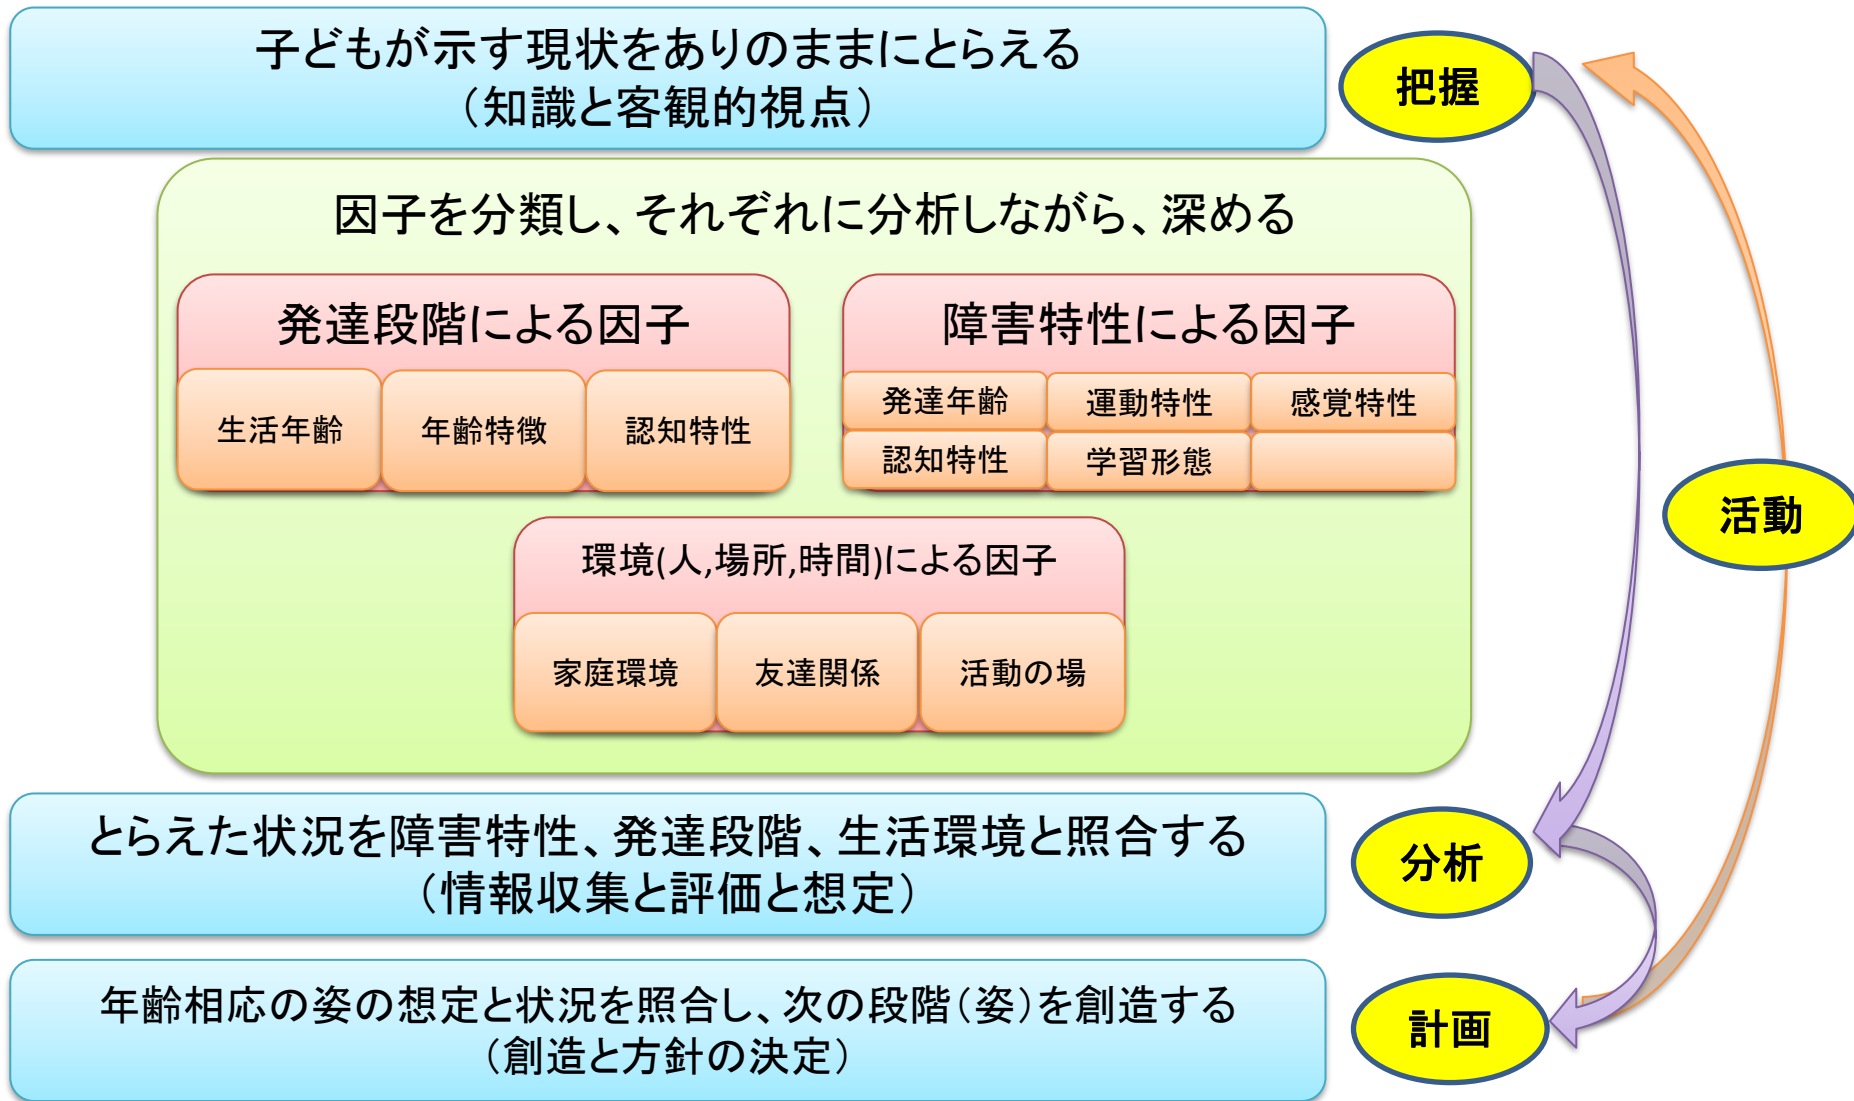 子どもが示す現状をありのままにとらえる
（知識と客観的視点）
把握
因子を分類し、それぞれに分析しながら、深める
発達段階による因子
生活年齢
年齢特徴
認知特性
障害特性による因子
発達年齢
運動特性
感覚特性
認知特性
学習形態
環境(人,場所,時間)による因子
家庭環境
友達関係
活動の場
活動
とらえた状況を障害特性、発達段階、生活環境と照合する
（情報収集と評価と想定）
分析
年齢相応の姿の想定と状況を照合し、次の段階（姿）を創造する
（創造と方針の決定）
計画